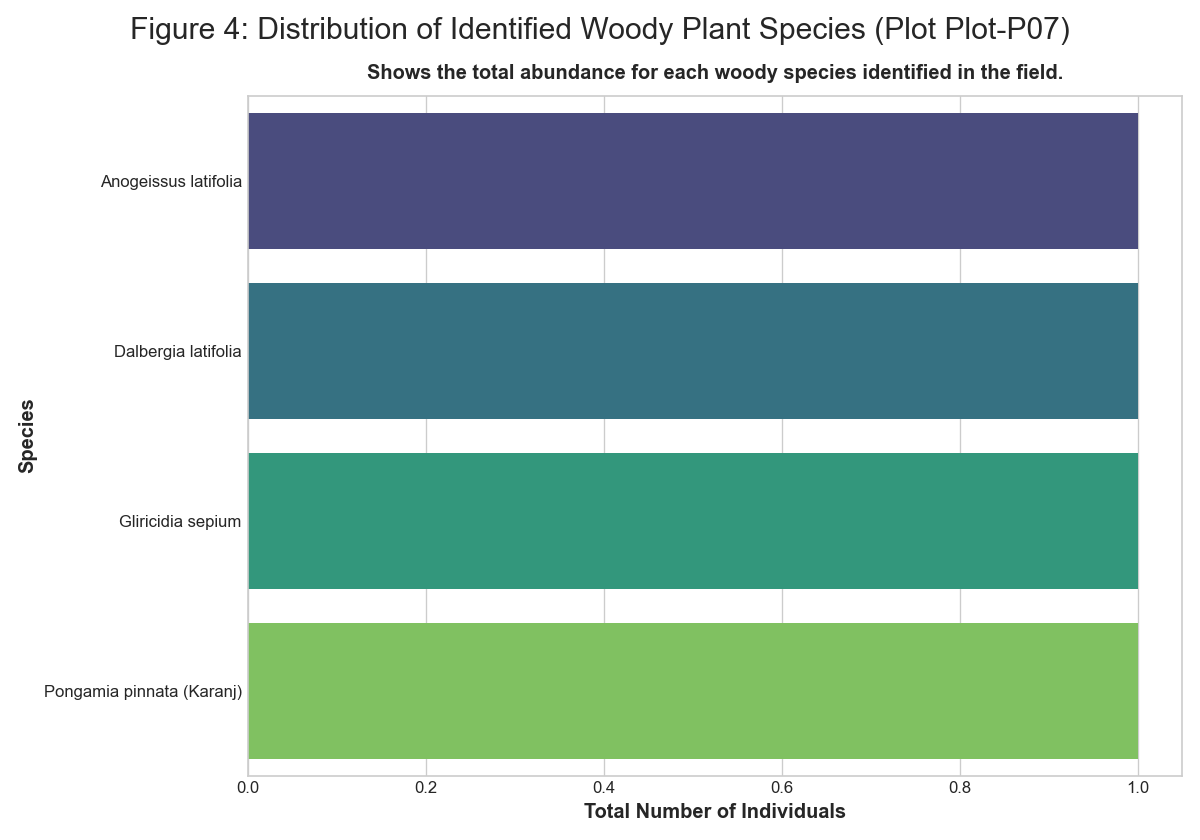 Figure 4: Distribution of Identified Woody Plant Species (Plot Plot-P07)
Shows the total abundance for each woody species identified in the field.
Species
Anogeissus latifolia
Dalbergia latifolia
Gliricidia sepium
Pongamia pinnata (Karanj)
0.0 0.2 0.4 0.6 0.8 1.0
Total Number of Individuals